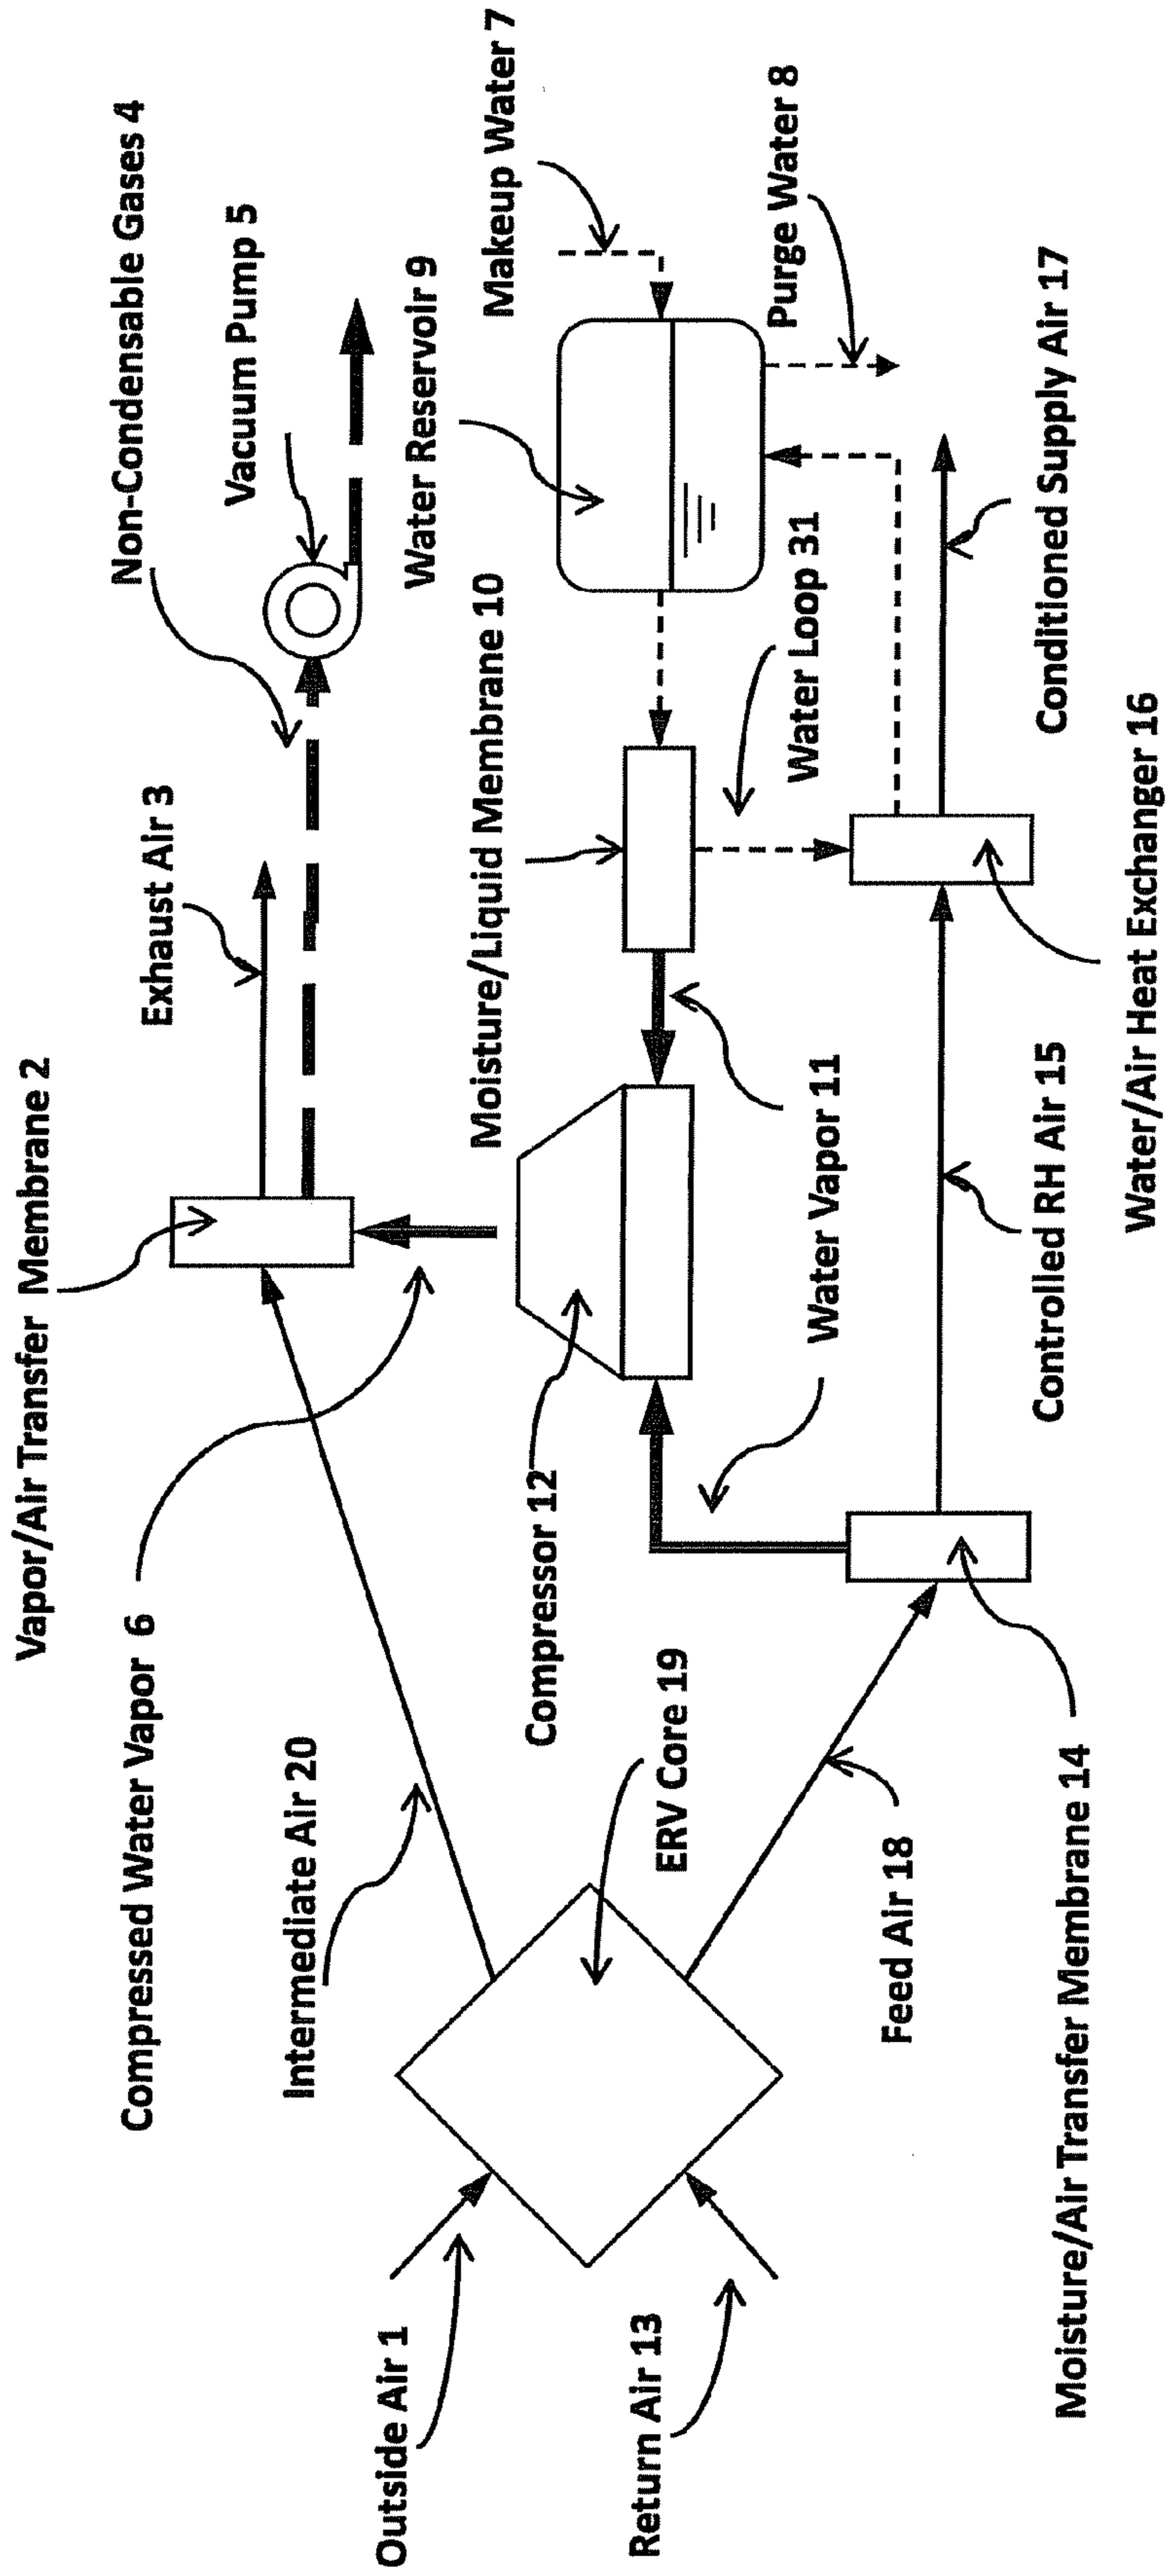 Vapor/Air Transfer Membrane 2
Compressed Water Vapor 6
Exhaust Air 3
Non-Condensable Gases 4
Vacuum Pump 5
Intermediate Air 20
Outside Air 1
Water Reservoir 9
Moisture/Liquid Membrane 10
Makeup Water 7
Compressor 12
ERV Core 19
Return Air 13
Purge Water 8
Water Loop 31
Water Vapor 11
Feed Air 18
Conditioned Supply Air 17
Controlled RH Air 15
Moisture/Air Transfer Membrane 14
Water/Air Heat Exchanger 16